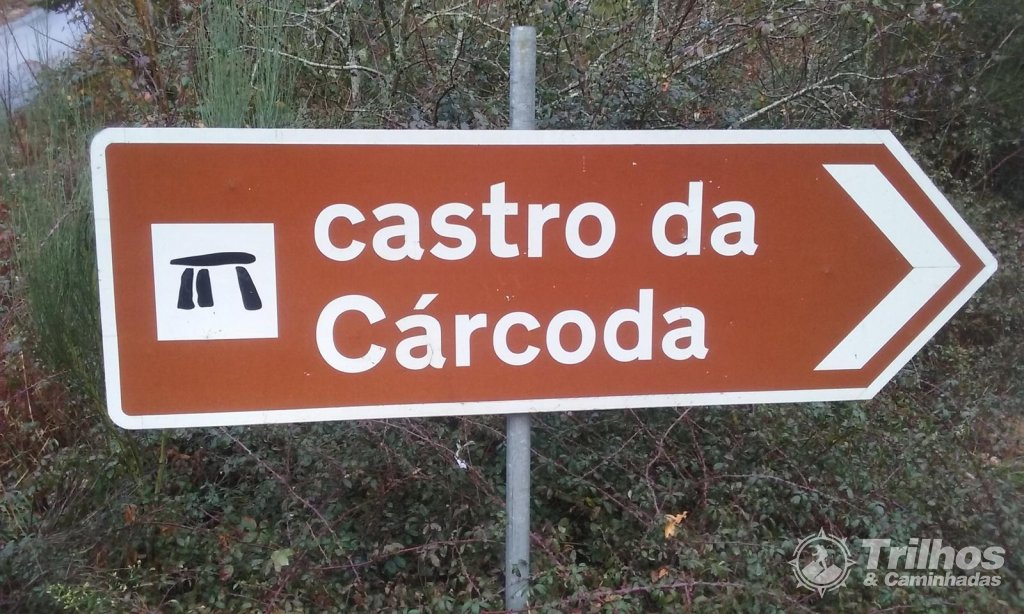 castro da
Cárcoda
Trilhos
& Caminhadas